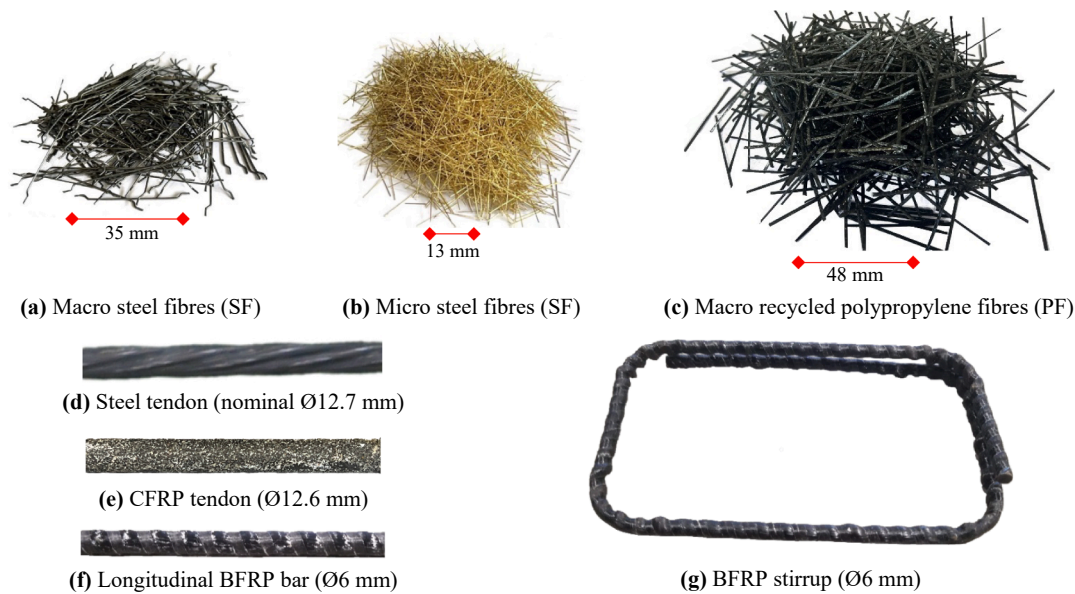 35 mm
13 mm
48 mm
(a) Macro steel fibres (SF)
(b) Micro steel fibres (SF)
(c) Macro recycled polypropylene fibres (PF)
(d) Steel tendon (nominal Ø12.7 mm)
(e) CFRP tendon (Ø12.6 mm)
(f) Longitudinal BFRP bar (Ø6 mm)
(g) BFRP stirrup (Ø6 mm)